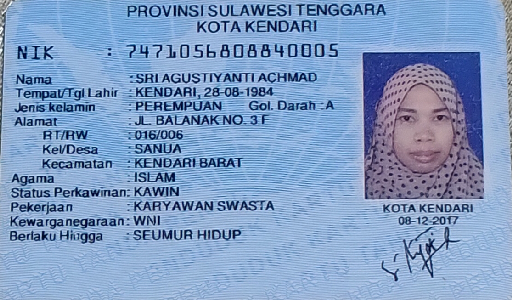 PROVINSI SULAWESI TENGGARA
KOTA KENDARI
NIK : 7471056808840005
Nama : SRI AGUSTIYANTI ACHMAD
Tempat/Tgl Lahir : KENDARI, 28-08-1984
Jenis kelamin : PEREMPUAN Gol. Darah : A
Alamat : JL. BALANAK NO. 3 F
RT/RW : 016/006
Kel/Desa : SANUA
Kecamatan : KENDARI BARAT
Agama : ISLAM
Status Perkawinan: KAWIN
Pekerjaan : KARYAWAN SWASTA
Kewarganegaraan: WNI
Berlaku Hingga : SEUMUR HIDUP
KOTA KENDARI
08-12-2017